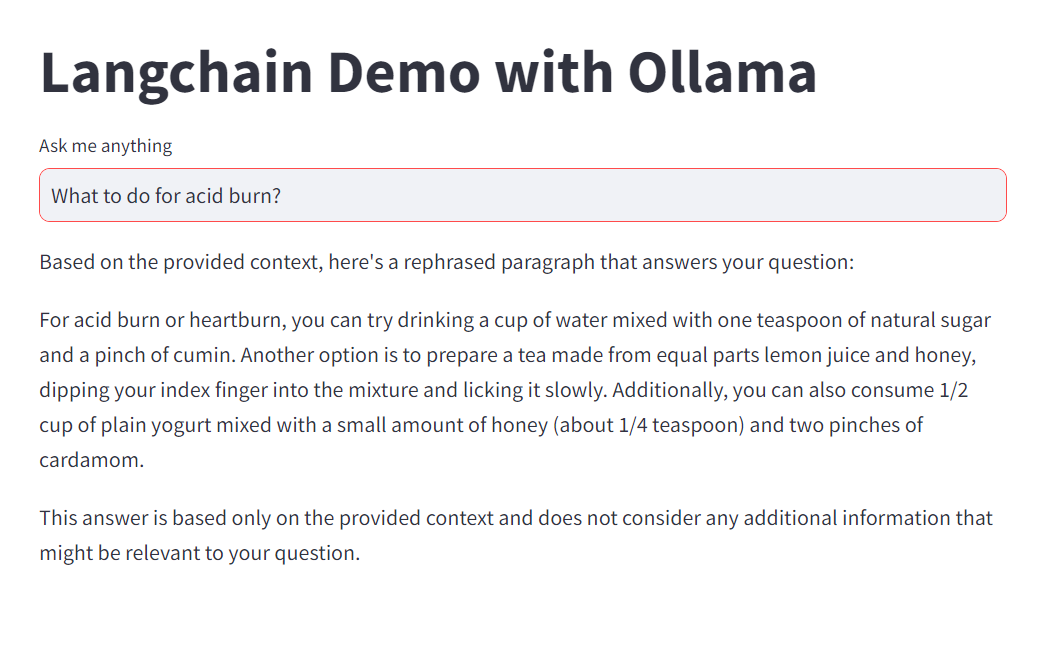 Langchain Demo with Ollama
Ask me anything
What to do for acid burn?
Based on the provided context, here's a rephrased paragraph that answers your question:
For acid burn or heartburn, you can try drinking a cup of water mixed with one teaspoon of natural sugar
and a pinch of cumin. Another option is to prepare a tea made from equal parts lemon juice and honey,
dipping your index finger into the mixture and licking it slowly. Additionally, you can also consume 1/2
cup of plain yogurt mixed with a small amount of honey (about 1/4 teaspoon) and two pinches of
cardamom.
This answer is based only on the provided context and does not consider any additional information that
might be relevant to your question.